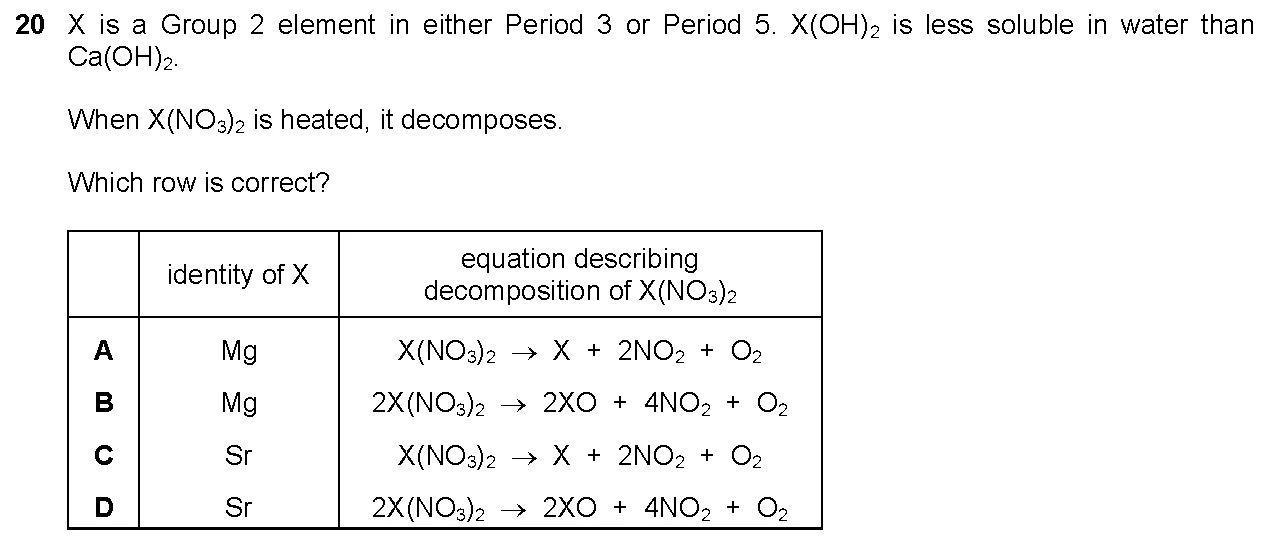 20 X is a Group 2 element in either Period 3 or Period 5. X(OH)₂ is less soluble in water than
Ca(OH)₂.
When X(NO₃)₂ is heated, it decomposes.
Which row is correct?
identity of X
equation describing
decomposition of X(NO₃)₂
A Mg X(NO₃)₂ → X + 2NO₂ + O₂
B Mg 2X(NO₃)₂ → 2XO + 4NO₂ + O₂
C Sr X(NO₃)₂ → X + 2NO₂ + O₂
D Sr 2X(NO₃)₂ → 2XO + 4NO₂ + O₂